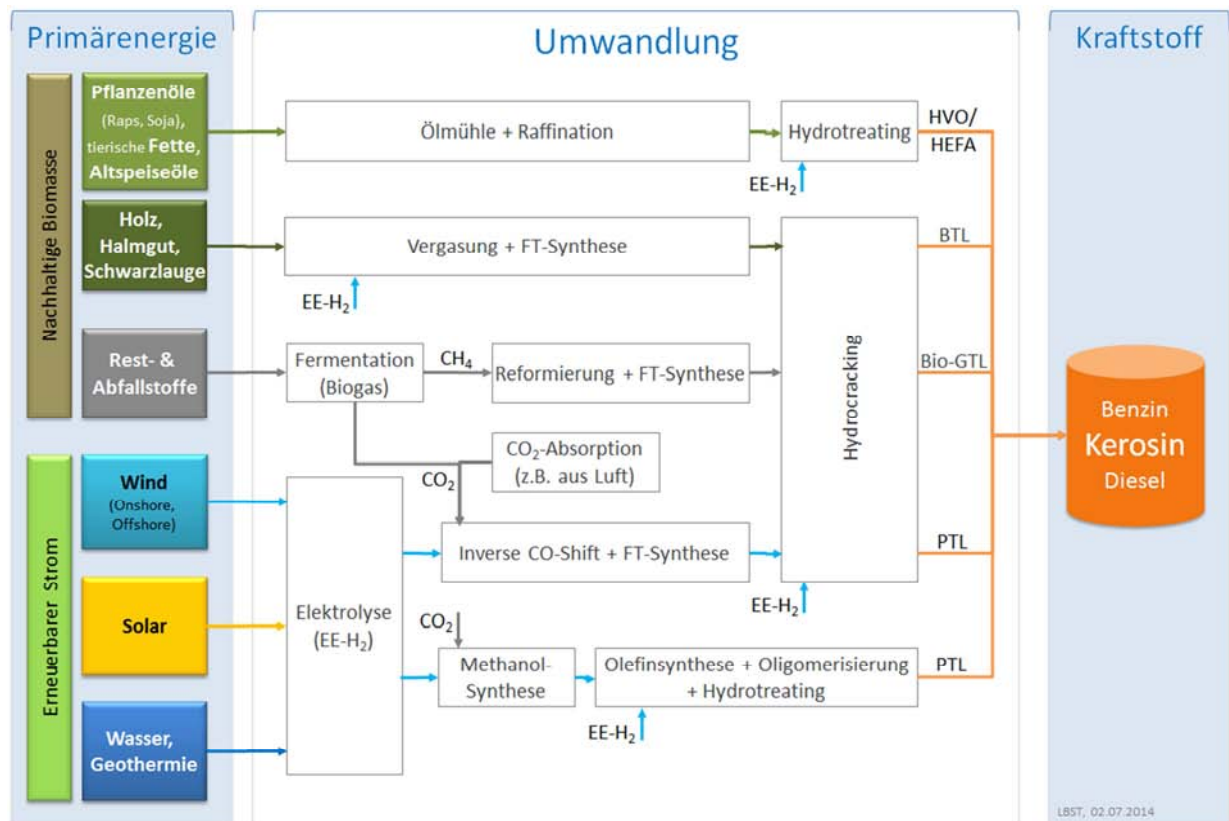 Primärenergie
Umwandlung
Kraftstoff
Nachhaltige Biomasse
Pflanzenöle
(Raps, Soja),
tierische Fette,
Altspeiseöle
Ölmühle + Raffination
Hydrotreating
HVO/
HEFA
EE-H₂
Holz,
Halmgut,
Schwarzlauge
Vergasung + FT-Synthese
BTL
EE-H₂
Rest- &
Abfallstoffe
Fermentation
(Biogas)
CH₄
Reformierung + FT-Synthese
Hydrocracking
Bio-GTL
CO₂-Absorption
(z.B. aus Luft)
CO₂
Benzin
Kerosin
Diesel
Erneuerbarer Strom
Wind
(Onshore,
Offshore)
Inverse CO-Shift + FT-Synthese
PTL
EE-H₂
Solar
Elektrolyse
(EE-H₂)
CO₂
Methanol-
Synthese
Olefinsynthese + Oligomerisierung
+ Hydrotreating
PTL
EE-H₂
Wasser,
Geothermie
LBST, 02.07.2014